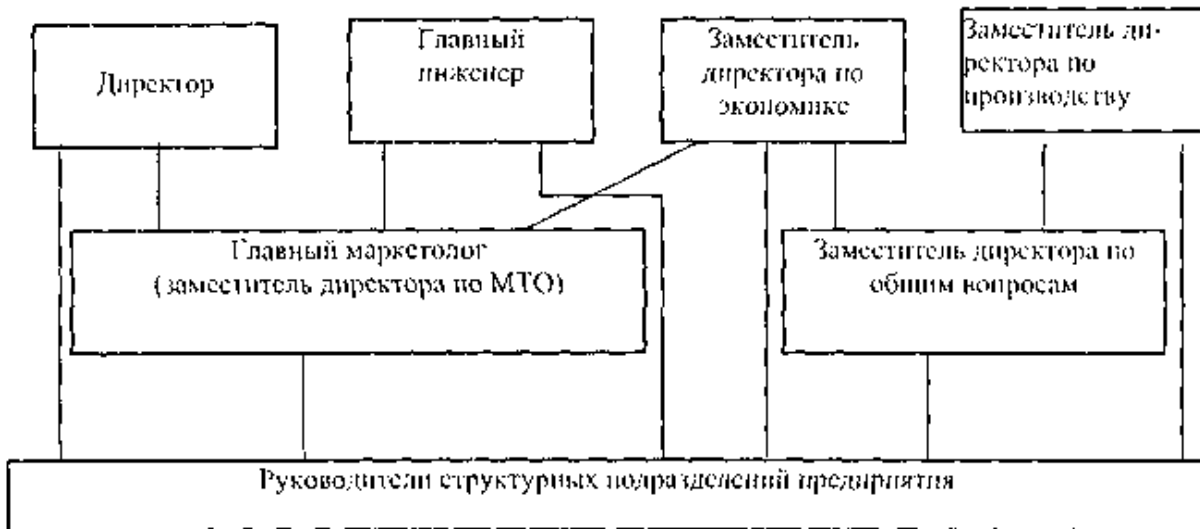 Директор
Главный
инженер
Заместитель
директора по
экономике
Заместитель ди-
ректора по
производству
Главный маркетолог
(заместитель директора по МТО)
Заместитель директора по
общим вопросам
Руководители структурных подразделений предприятия